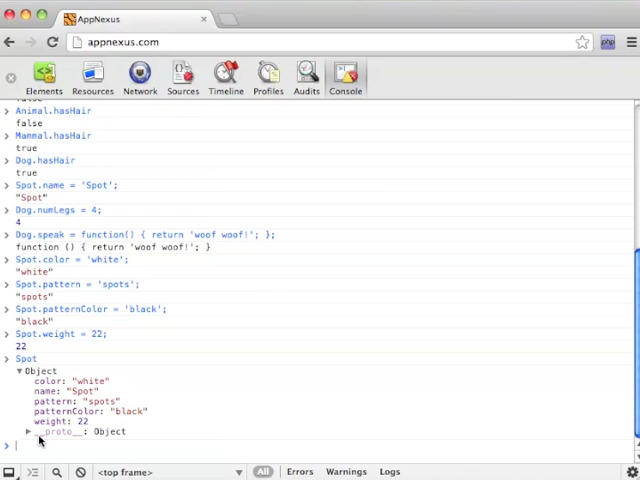 AppNexus
appnexus.com
php
Elements Resources Network Sources Timeline Profiles Audits Console
false
Animal.hasHair
false
Mammal.hasHair
true
Dog.hasHair
true
Spot.name = 'Spot';
"Spot"
Dog.numLegs = 4;
4
Dog.speak = function() { return 'woof woof!'; };
function () { return 'woof woof!'; }
Spot.color = 'white';
"white"
Spot.pattern = 'spots';
"spots"
Spot.patternColor = 'black';
"black"
Spot.weight = 22;
22
Spot
Object
color: "white"
name: "Spot"
pattern: "spots"
patternColor: "black"
weight: 22
__proto__: Object
<top frame> All Errors Warnings Logs